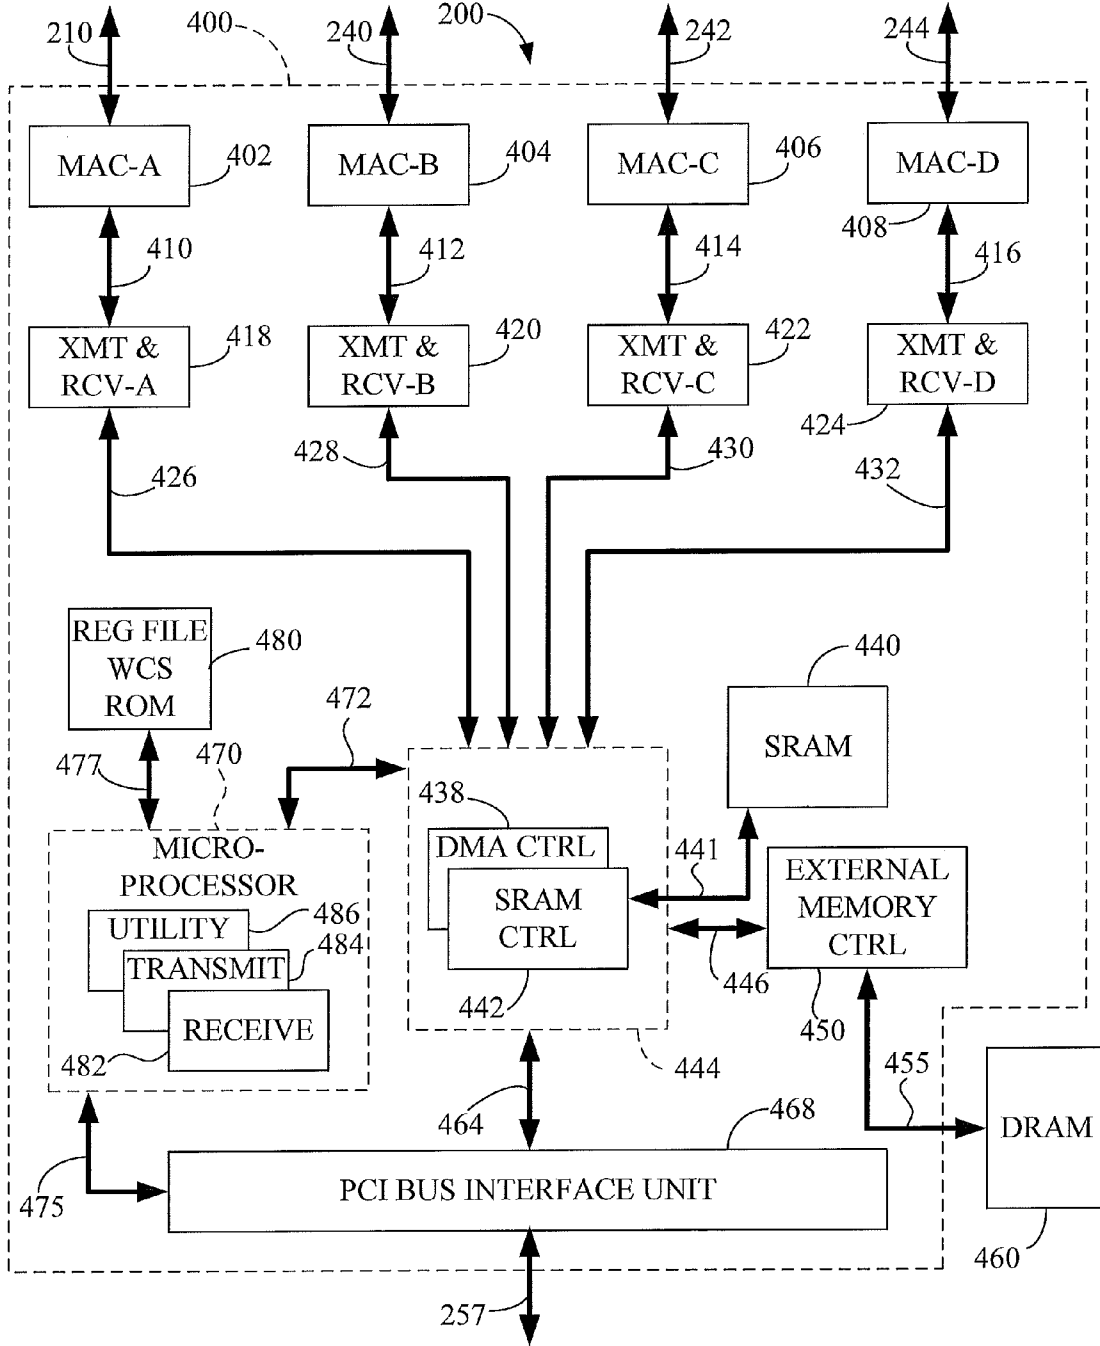 210
400
240
200
242
244
MAC-A
402
MAC-B
404
MAC-C
406
MAC-D
408
410
412
414
416
XMT &
RCV-A
418
XMT &
RCV-B
420
XMT &
RCV-C
422
XMT &
RCV-D
424
426
428
430
432
REG FILE
WCS
ROM
480
472
440
SRAM
477
470
438
DMA CTRL
SRAM
CTRL
442
441
446
444
MICRO-
PROCESSOR
UTILITY
486
TRANSMIT
484
RECEIVE
482
EXTERNAL
MEMORY
CTRL
450
455
DRAM
460
464
468
475
PCI BUS INTERFACE UNIT
257